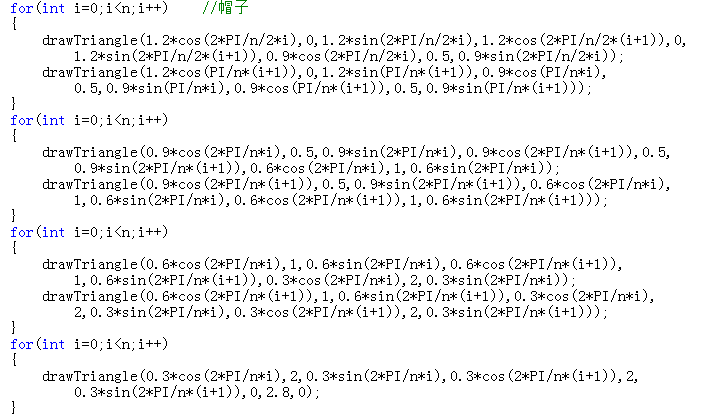 for(int i=0;i<n;i++)    //帽子
{
    drawTriangle(1.2*cos(2*PI/n/2*i),0,1.2*sin(2*PI/n/2*i),1.2*cos(2*PI/n/2*(i+1)),0,
        1.2*sin(2*PI/n/2*(i+1)),0.9*cos(2*PI/n/2*i),0.5,0.9*sin(2*PI/n/2*i));
    drawTriangle(1.2*cos(PI/n*(i+1)),0,1.2*sin(PI/n*(i+1)),0.9*cos(PI/n*i),
        0.5,0.9*sin(PI/n*i),0.9*cos(PI/n*(i+1)),0.5,0.9*sin(PI/n*(i+1)));
}
for(int i=0;i<n;i++)
{
    drawTriangle(0.9*cos(2*PI/n*i),0.5,0.9*sin(2*PI/n*i),0.9*cos(2*PI/n*(i+1)),0.5,
        0.9*sin(2*PI/n*(i+1)),0.6*cos(2*PI/n*i),1,0.6*sin(2*PI/n*i));
    drawTriangle(0.9*cos(2*PI/n*(i+1)),0.5,0.9*sin(2*PI/n*(i+1)),0.6*cos(2*PI/n*i),
        1,0.6*sin(2*PI/n*i),0.6*cos(2*PI/n*(i+1)),1,0.6*sin(2*PI/n*(i+1)));
}
for(int i=0;i<n;i++)
{
    drawTriangle(0.6*cos(2*PI/n*i),1,0.6*sin(2*PI/n*i),0.6*cos(2*PI/n*(i+1)),
        1,0.6*sin(2*PI/n*(i+1)),0.3*cos(2*PI/n*i),2,0.3*sin(2*PI/n*i));
    drawTriangle(0.6*cos(2*PI/n*(i+1)),1,0.6*sin(2*PI/n*(i+1)),0.3*cos(2*PI/n*i),
        2,0.3*sin(2*PI/n*i),0.3*cos(2*PI/n*(i+1)),2,0.3*sin(2*PI/n*(i+1)));
}
for(int i=0;i<n;i++)
{
    drawTriangle(0.3*cos(2*PI/n*i),2,0.3*sin(2*PI/n*i),0.3*cos(2*PI/n*(i+1)),2,
        0.3*sin(2*PI/n*(i+1)),0,2.8,0);
}